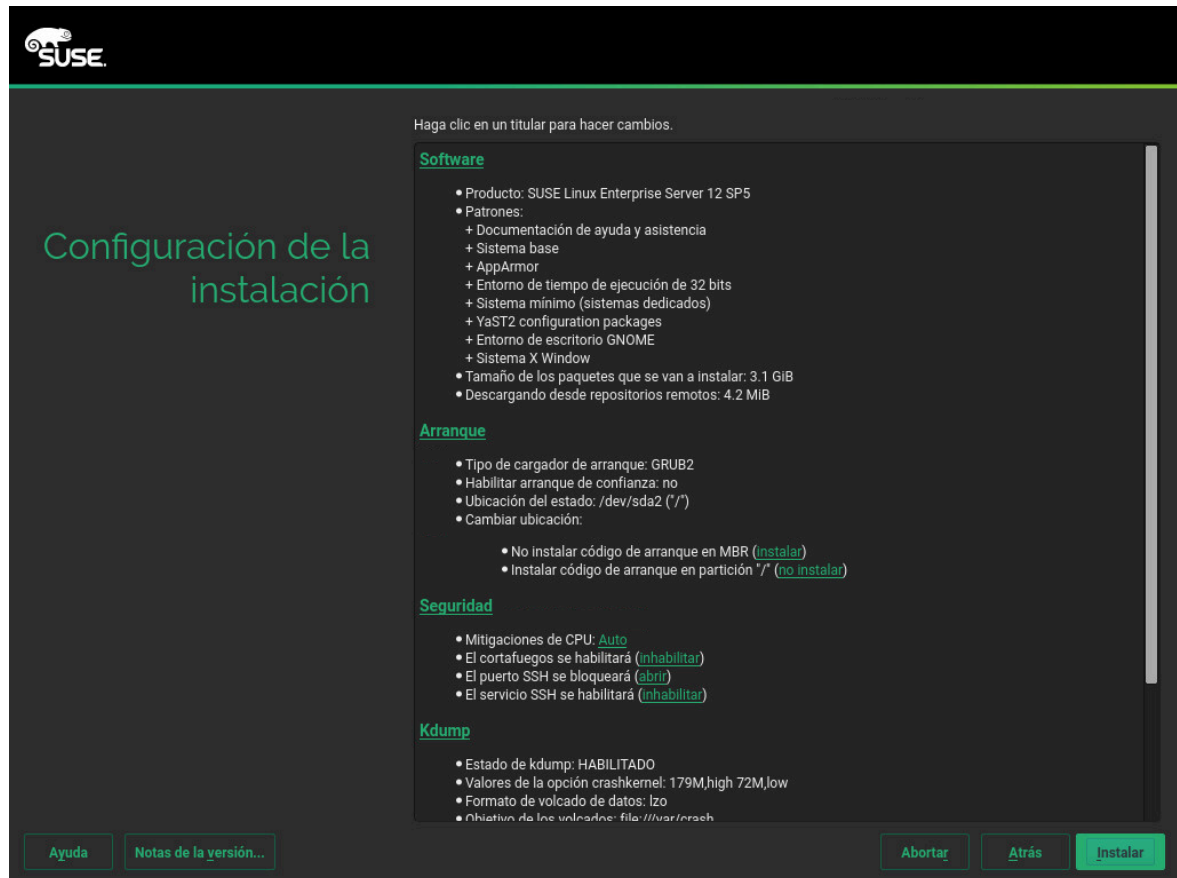 SUSE.
Haga clic en un titular para hacer cambios.
Configuración de la
instalación
Software
• Producto: SUSE Linux Enterprise Server 12 SP5
• Patrones:
+ Documentación de ayuda y asistencia
+ Sistema base
+ AppArmor
+ Entorno de tiempo de ejecución de 32 bits
+ Sistema mínimo (sistemas dedicados)
+ YaST2 configuration packages
+ Entorno de escritorio GNOME
+ Sistema X Window
• Tamaño de los paquetes que se van a instalar: 3.1 GiB
• Descargando desde repositorios remotos: 4.2 MiB
Arranque
• Tipo de cargador de arranque: GRUB2
• Habilitar arranque de confianza: no
• Ubicación del estado: /dev/sda2 ("/")
• Cambiar ubicación:
• No instalar código de arranque en MBR (instalar)
• Instalar código de arranque en partición "/" (no instalar)
Seguridad
• Mitigaciones de CPU: Auto
• El cortafuegos se habilitará (inhabilitar)
• El puerto SSH se bloqueará (abrir)
• El servicio SSH se habilitará (inhabilitar)
Kdump
• Estado de kdump: HABILITADO
• Valores de la opción crashkernel: 179M,high 72M,low
• Formato de volcado de datos: lzo
• Objetivo de los volcados: file:///var/crash
Ayuda
Notas de la versión...
Abortar
Atrás
Instalar